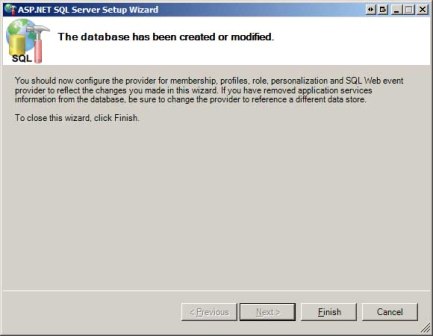 ASP.NET SQL Server Setup Wizard
SQL
The database has been created or modified.
You should now configure the provider for membership, profiles, role, personalization and SQL Web event
provider to reflect the changes you made in this wizard. If you have removed application services
information from the database, be sure to change the provider to reference a different data store.
To close this wizard, click Finish.
< Previous
Next >
Finish
Cancel